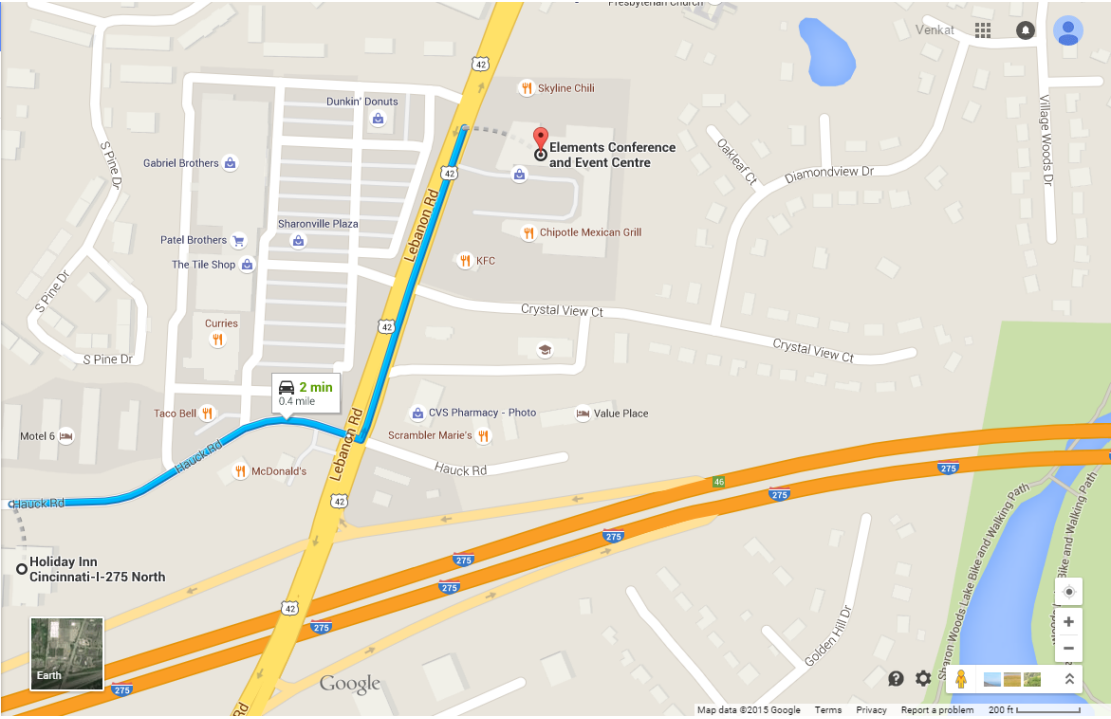 Presbyterian Church
Venkat
42
Skyline Chili
Dunkin' Donuts
Elements Conference
and Event Centre
Gabriel Brothers
42
S Pine Dr
Oakleaf Ct
Diamondview Dr
Village Woods Dr
Lebanon Rd
Sharonville Plaza
Patel Brothers
Chipotle Mexican Grill
The Tile Shop
KFC
S Pine Dr
Crystal View Ct
Curries
42
S Pine Dr
Crystal View Ct
2 min
0.4 mile
Taco Bell
CVS Pharmacy - Photo
Value Place
Motel 6
Lebanon Rd
Scrambler Marie's
Hauck Rd
McDonald's
Hauck Rd
275
46
275
Hauck Rd
42
275
Holiday Inn
Cincinnati-I-275 North
275
275
Sharon Woods Lake Bike and Walking Path
Bike and Walking Path
42
275
Golden Hill Dr
Earth
275
Google
Rd
Map data ©2015 Google
Terms
Privacy
Report a problem
200 ft